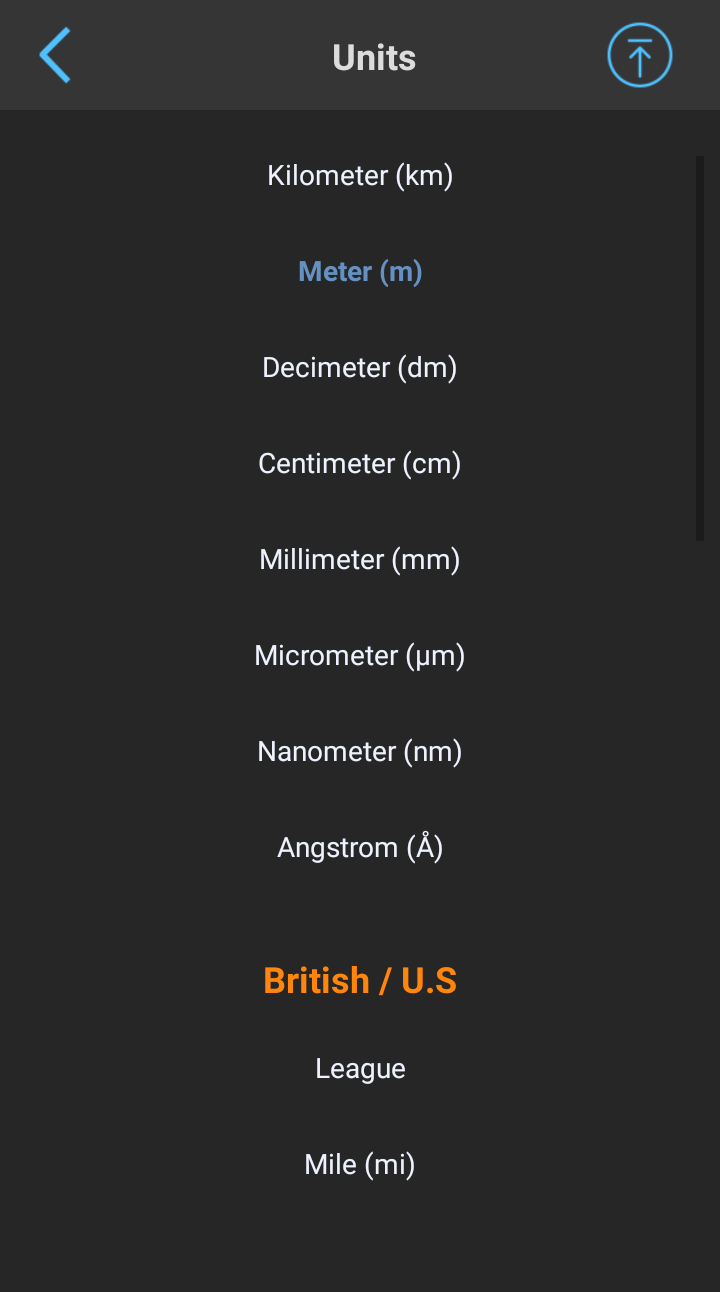 Units
Kilometer (km)
Meter (m)
Decimeter (dm)
Centimeter (cm)
Millimeter (mm)
Micrometer (µm)
Nanometer (nm)
Angstrom (Å)
British / U.S
League
Mile (mi)